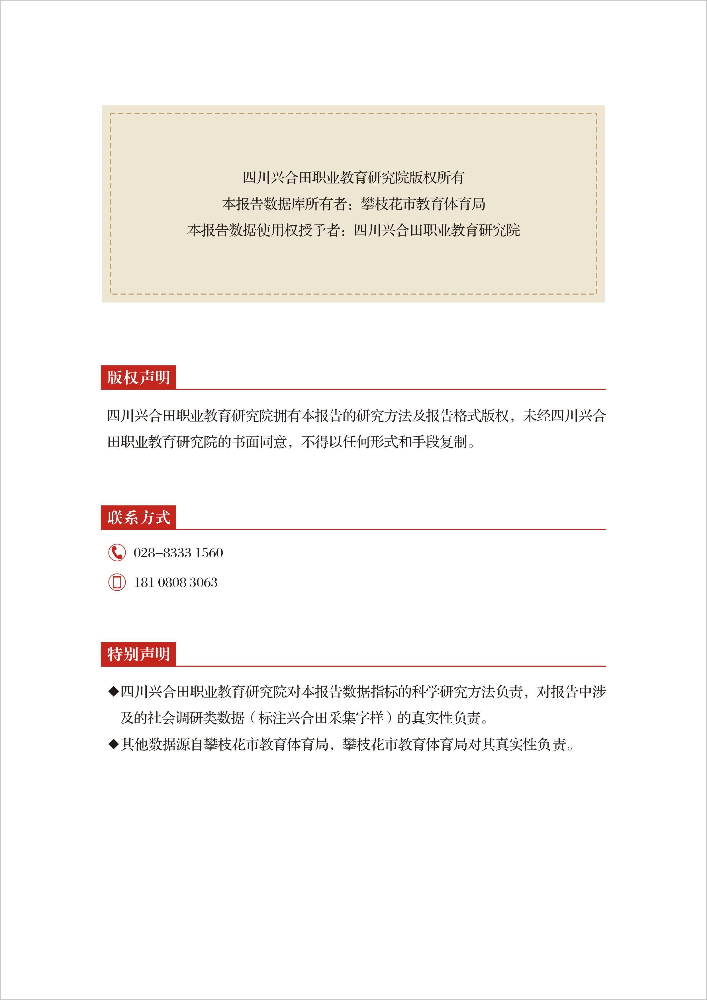 四川兴合田职业教育研究院版权所有
本报告数据库所有者：攀枝花市教育体育局
本报告数据使用权授予者：四川兴合田职业教育研究院
版权声明
四川兴合田职业教育研究院拥有本报告的研究方法及报告格式版权，未经四川兴合
田职业教育研究院的书面同意，不得以任何形式和手段复制。
联系方式
028-8333 1560
181 0808 3063
特别声明
◆四川兴合田职业教育研究院对本报告数据指标的科学研究方法负责，对报告中涉
及的社会调研类数据（标注兴合田采集字样）的真实性负责。
◆其他数据源自攀枝花市教育体育局，攀枝花市教育体育局对其真实性负责。